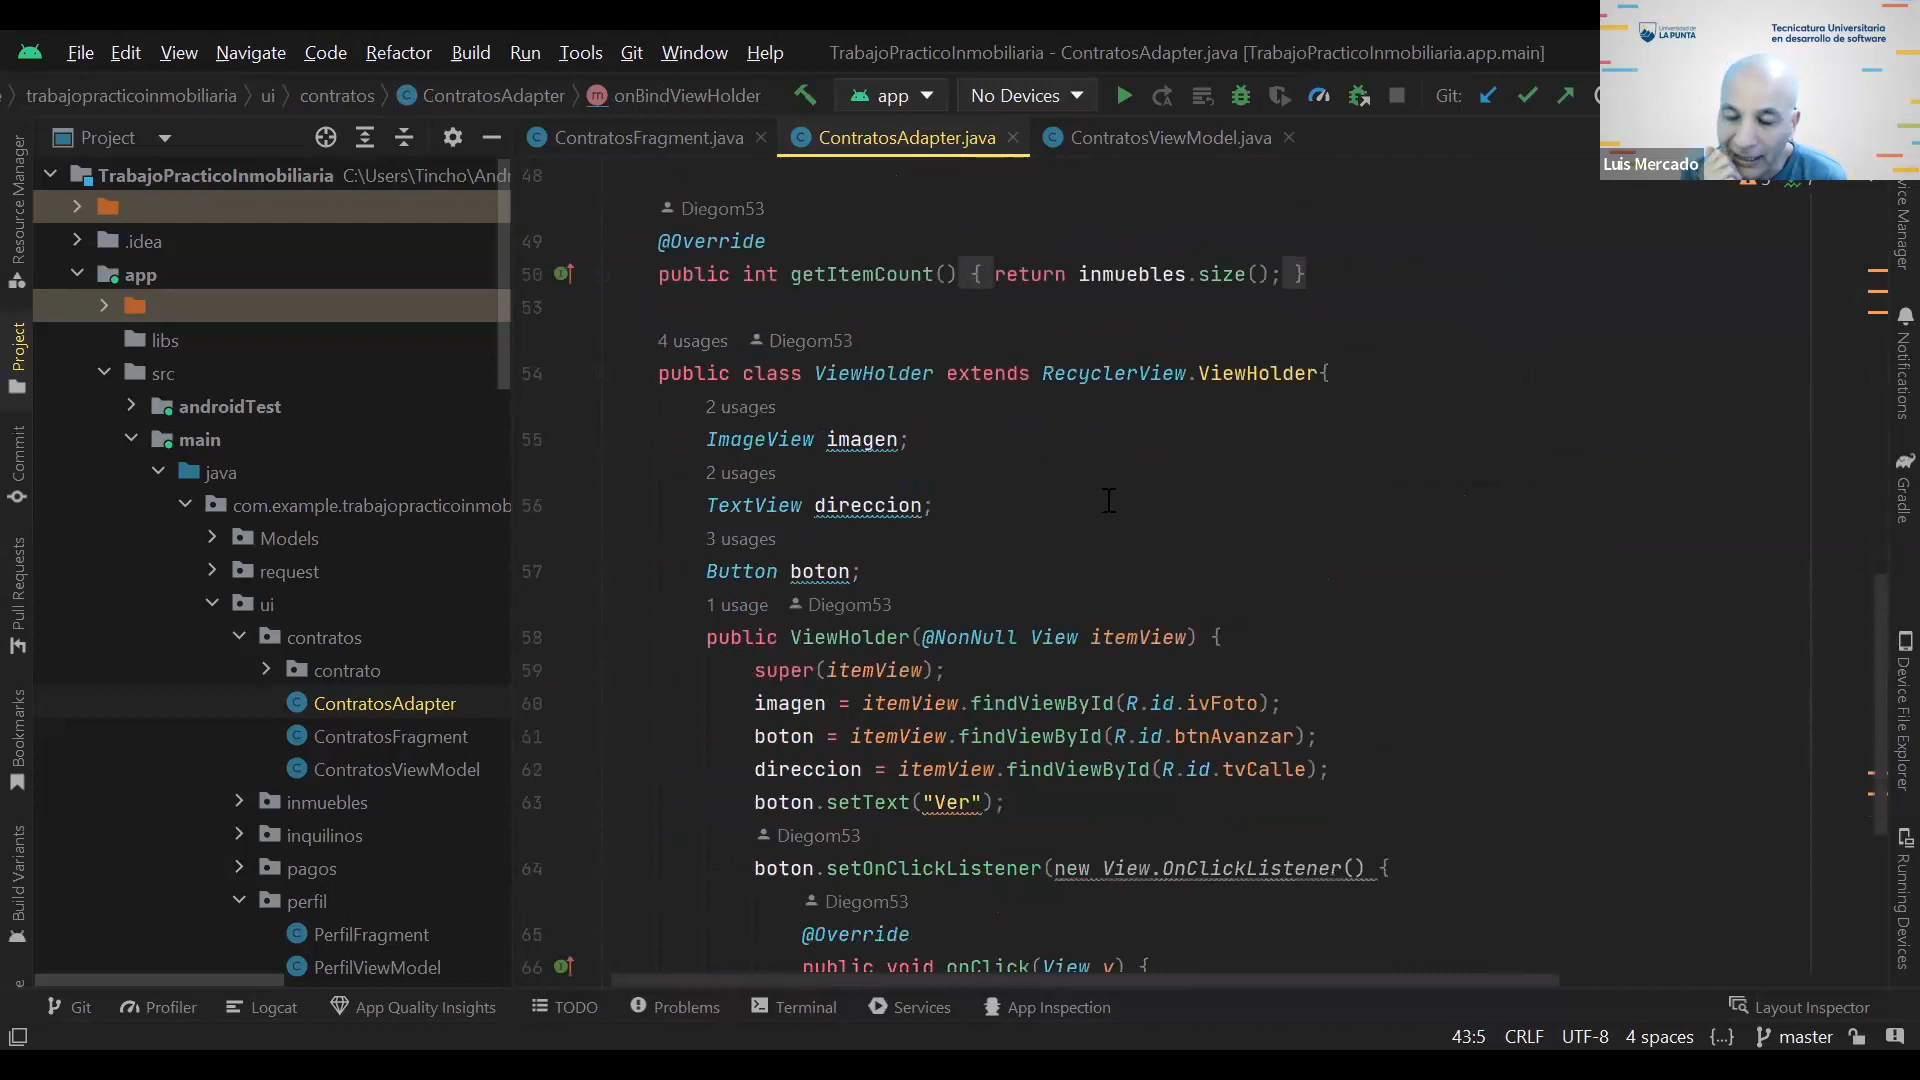 File Edit View Navigate Code Refactor Build Run Tools Git Window Help TrabajoPracticoInmobiliaria - ContratosAdapter.java [TrabajoPracticoInmobiliaria.app.main]
Universidad de LA PUNTA
Tecnicatura Universitaria
en desarrollo de software
Luis Mercado
trabajopracticoinmobiliaria ui contratos ContratosAdapter onBindViewHolder app No Devices Git:
Project ContratosFragment.java ContratosAdapter.java ContratosViewModel.java
Resource Manager
Project
Commit
Pull Requests
Bookmarks
Build Variants
TrabajoPracticoInmobiliaria C:\Users\Tincho\Andr
.idea
app
libs
src
androidTest
main
java
com.example.trabajopracticoinmob
Models
request
ui
contratos
contrato
ContratosAdapter
ContratosFragment
ContratosViewModel
inmuebles
inquilinos
pagos
perfil
PerfilFragment
PerfilViewModel
48
Diegom53
49 @Override
50 public int getItemCount() { return inmuebles.size(); }
53
4 usages Diegom53
54 public class ViewHolder extends RecyclerView.ViewHolder{
2 usages
55 ImageView imagen;
2 usages
56 TextView direccion;
3 usages
57 Button boton;
1 usage Diegom53
58 public ViewHolder(@NonNull View itemView) {
59 super(itemView);
60 imagen = itemView.findViewById(R.id.ivFoto);
61 boton = itemView.findViewById(R.id.btnAvanzar);
62 direccion = itemView.findViewById(R.id.tvCalle);
63 boton.setText("Ver");
Diegom53
64 boton.setOnClickListener(new View.OnClickListener() {
Diegom53
65 @Override
66 public void onClick(View v) {
Notifications
Gradle
Device File Explorer
Running Devices
Git Profiler Logcat App Quality Insights TODO Problems Terminal Services App Inspection Layout Inspector
43:5 CRLF UTF-8 4 spaces {...} master